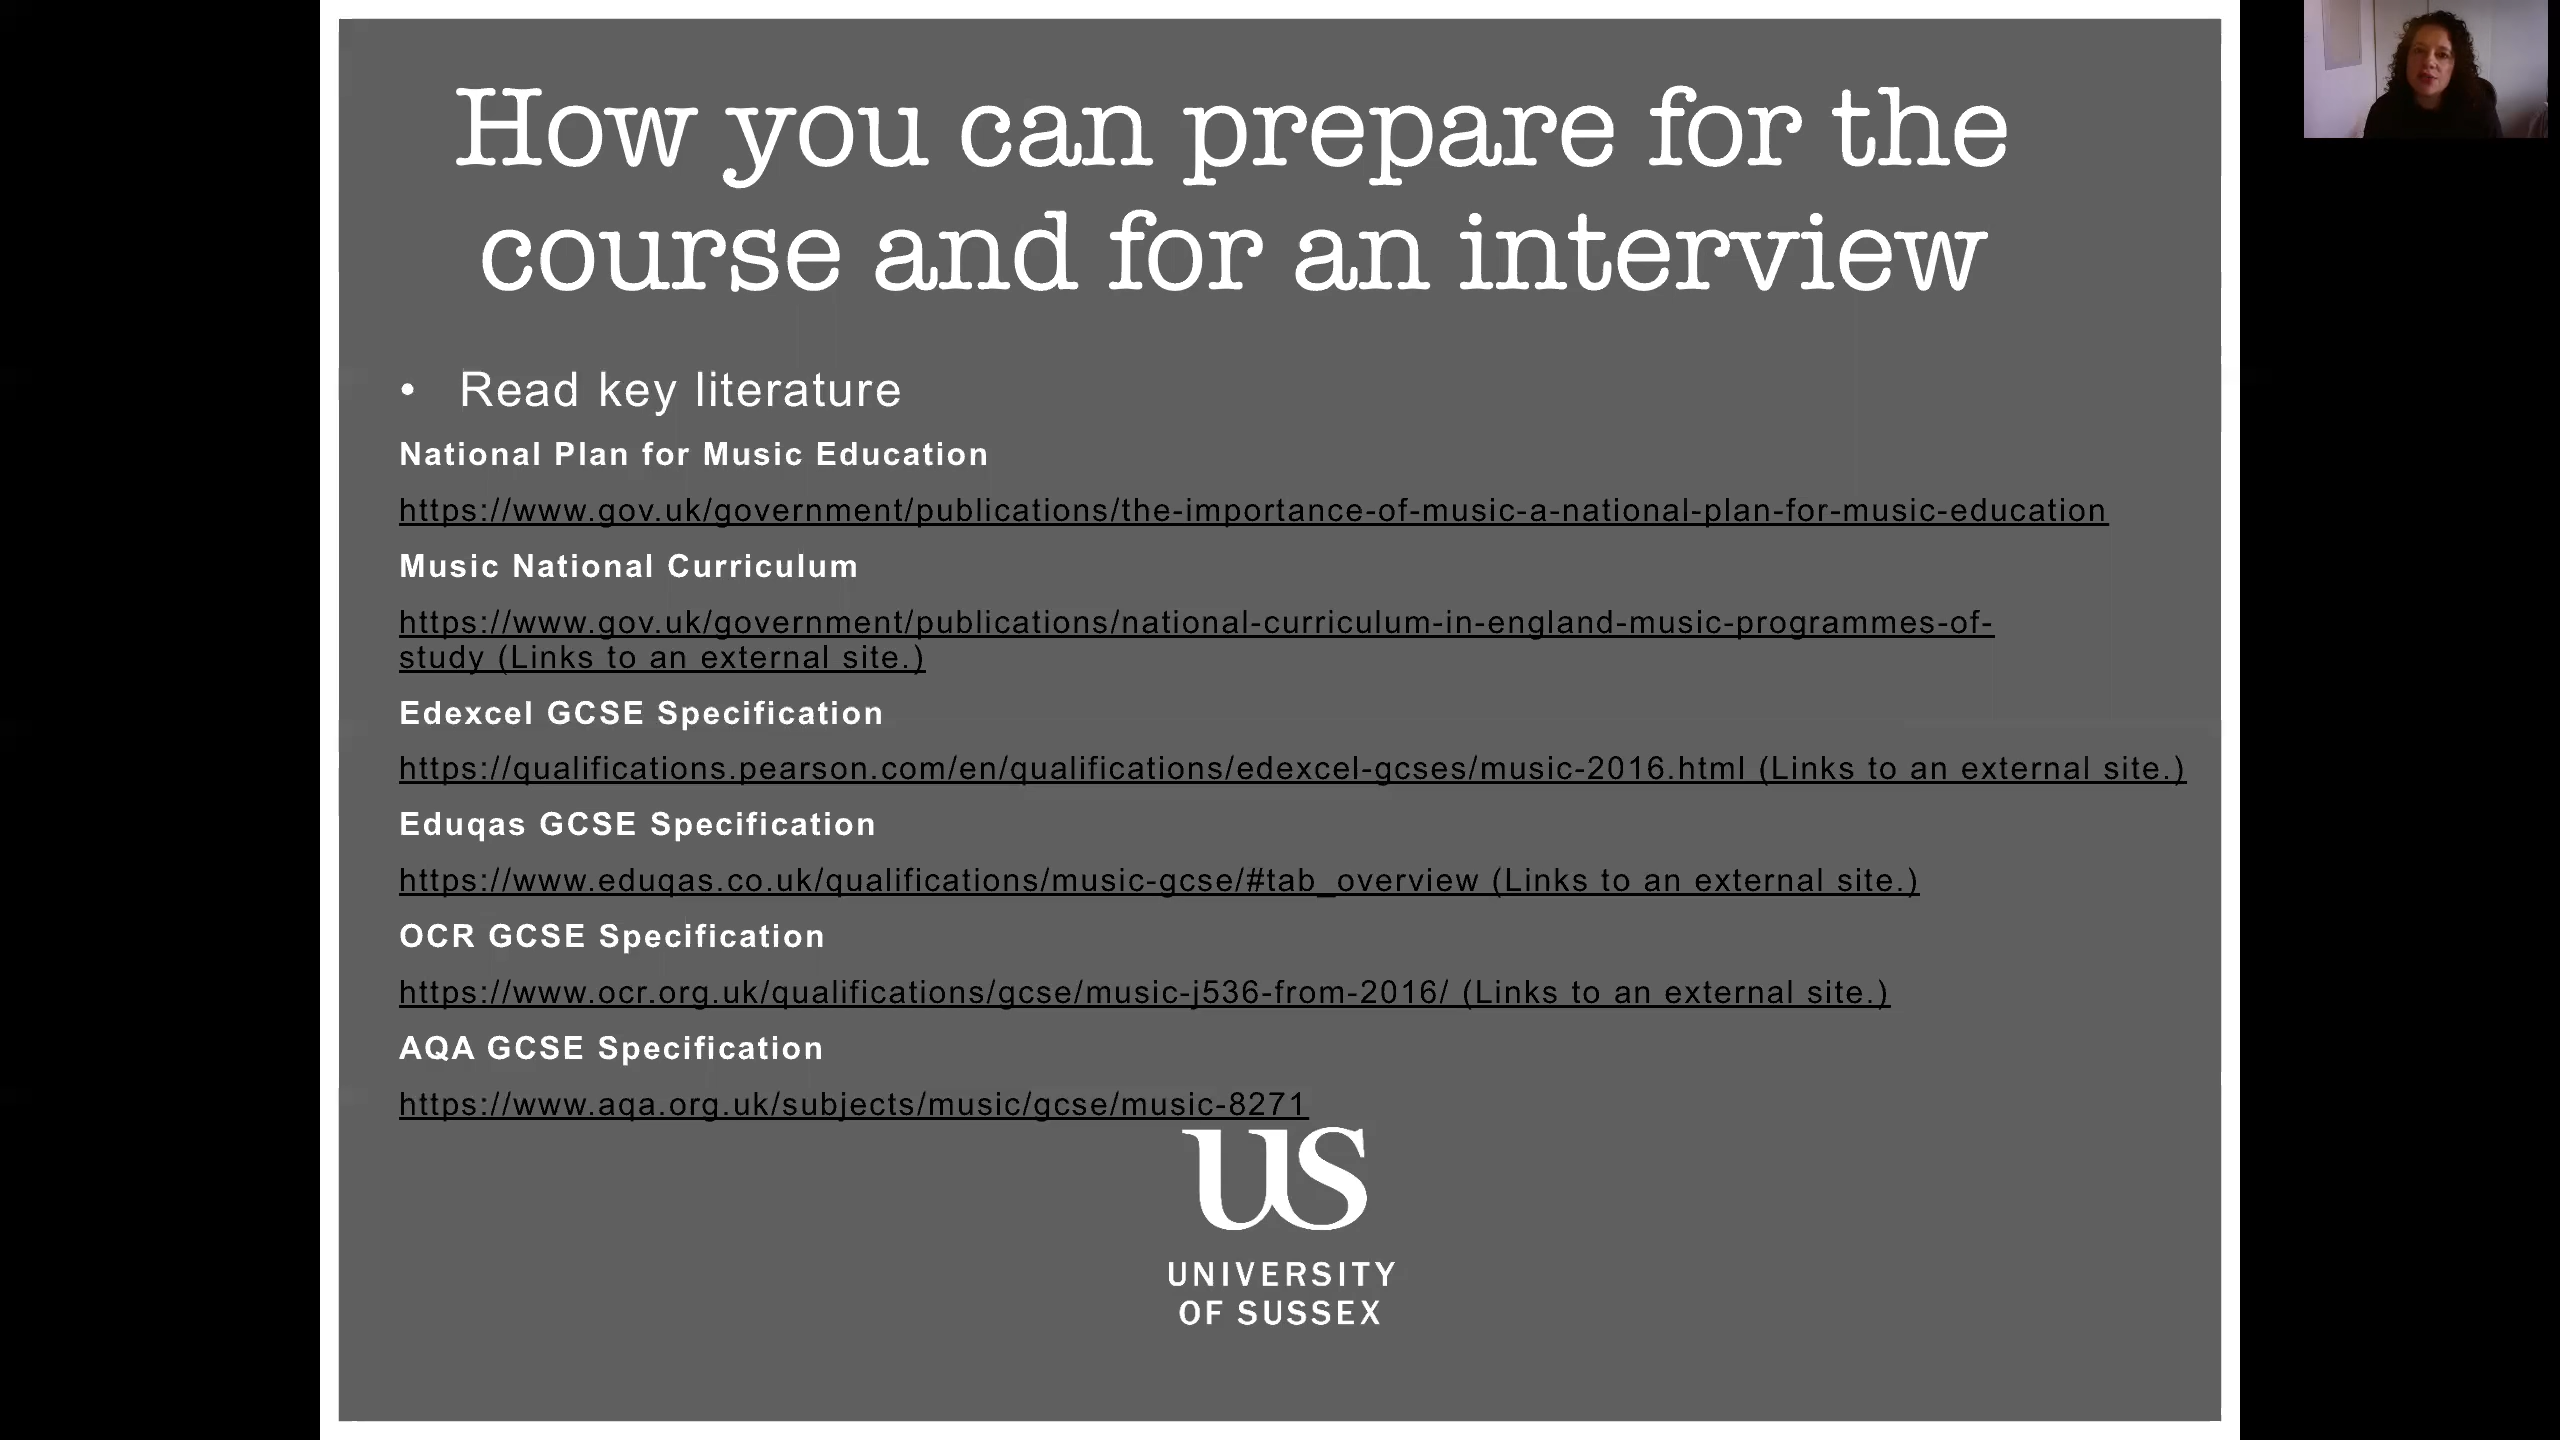 How you can prepare for the
course and for an interview
• Read key literature
National Plan for Music Education
https://www.gov.uk/government/publications/the-importance-of-music-a-national-plan-for-music-education
Music National Curriculum
https://www.gov.uk/government/publications/national-curriculum-in-england-music-programmes-of-
study (Links to an external site.)
Edexcel GCSE Specification
https://qualifications.pearson.com/en/qualifications/edexcel-gcses/music-2016.html (Links to an external site.)
Eduqas GCSE Specification
https://www.eduqas.co.uk/qualifications/music-gcse/#tab_overview (Links to an external site.)
OCR GCSE Specification
https://www.ocr.org.uk/qualifications/gcse/music-j536-from-2016/ (Links to an external site.)
AQA GCSE Specification
https://www.aqa.org.uk/subjects/music/gcse/music-8271
US
UNIVERSITY
OF SUSSEX